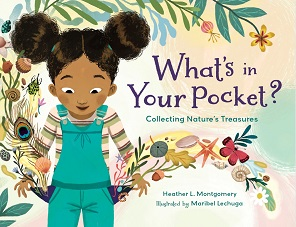 What's in
Your Pocket?
Collecting Nature's Treasures
Heather L. Montgomery
Illustrated by Maribel Lechuga